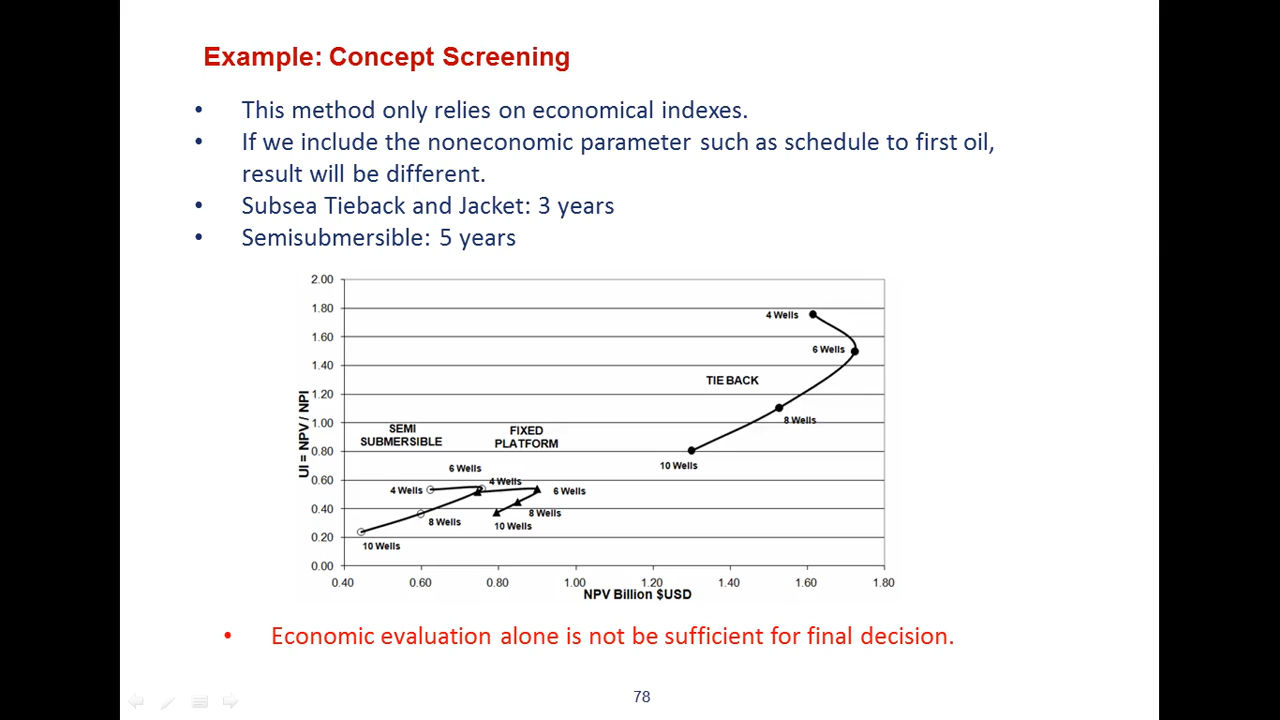 Example: Concept Screening
• This method only relies on economical indexes.
• If we include the noneconomic parameter such as schedule to first oil,
result will be different.
• Subsea Tieback and Jacket: 3 years
• Semisubmersible: 5 years
2.00
1.80
1.60
1.40
1.20
1.00
0.80
0.60
0.40
0.20
0.00
UI = NPV / NPI
4 Wells
6 Wells
TIE BACK
8 Wells
10 Wells
SEMI
SUBMERSIBLE
FIXED
PLATFORM
6 Wells
4 Wells
4 Wells
6 Wells
8 Wells
8 Wells
10 Wells
10 Wells
0.40 0.60 0.80 1.00 1.20 1.40 1.60 1.80
NPV Billion $USD
• Economic evaluation alone is not be sufficient for final decision.
78